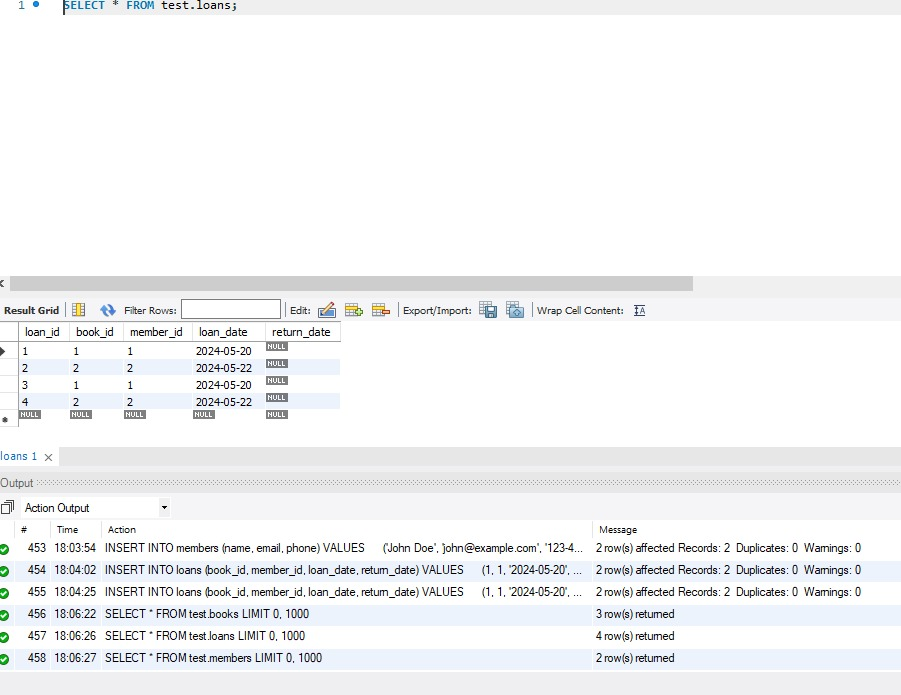 1 SELECT * FROM test.loans;
Result Grid Filter Rows: Edit: Export/Import: Wrap Cell Content: IA
loan_id book_id member_id loan_date return_date
1 1 1 2024-05-20 NULL
2 2 2 2024-05-22 NULL
3 1 1 2024-05-20 NULL
4 2 2 2024-05-22 NULL
NULL NULL NULL NULL NULL
loans 1
Output
Action Output
# Time Action Message
453 18:03:54 INSERT INTO members (name, email, phone) VALUES ('John Doe', 'john@example.com', '123-4... 2 row(s) affected Records: 2 Duplicates: 0 Warnings: 0
454 18:04:02 INSERT INTO loans (book_id, member_id, loan_date, return_date) VALUES (1, 1, '2024-05-20', ... 2 row(s) affected Records: 2 Duplicates: 0 Warnings: 0
455 18:04:25 INSERT INTO loans (book_id, member_id, loan_date, return_date) VALUES (1, 1, '2024-05-20', ... 2 row(s) affected Records: 2 Duplicates: 0 Warnings: 0
456 18:06:22 SELECT * FROM test.books LIMIT 0, 1000 3 row(s) returned
457 18:06:26 SELECT * FROM test.loans LIMIT 0, 1000 4 row(s) returned
458 18:06:27 SELECT * FROM test.members LIMIT 0, 1000 2 row(s) returned